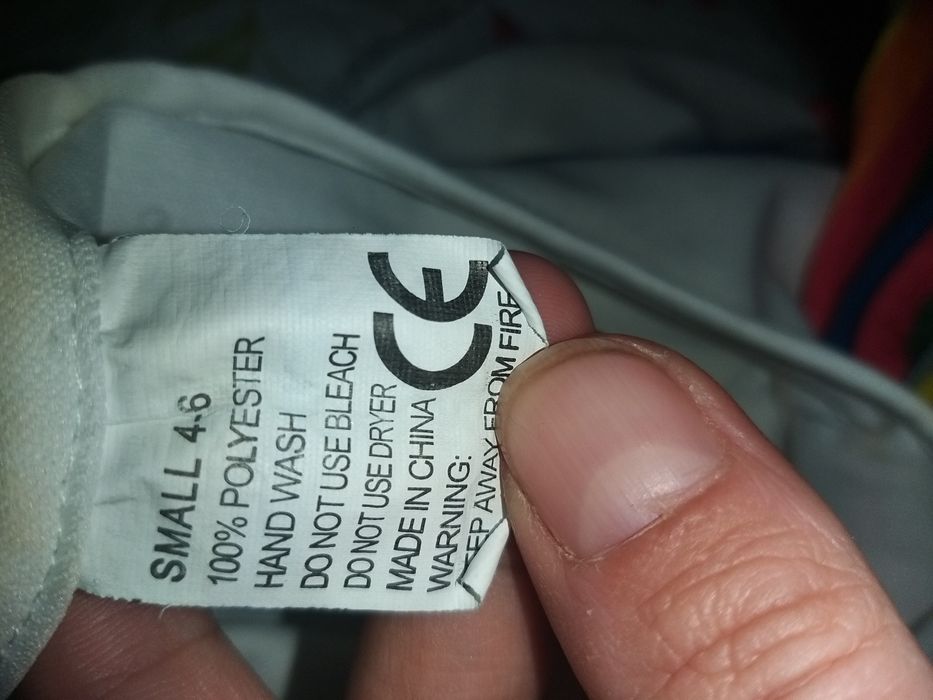 SMALL 4-6
100% POLYESTER
HAND WASH
DO NOT USE BLEACH
DO NOT USE DRYER
MADE IN CHINA
WARNING:
AWAY FROM FIRE
CE